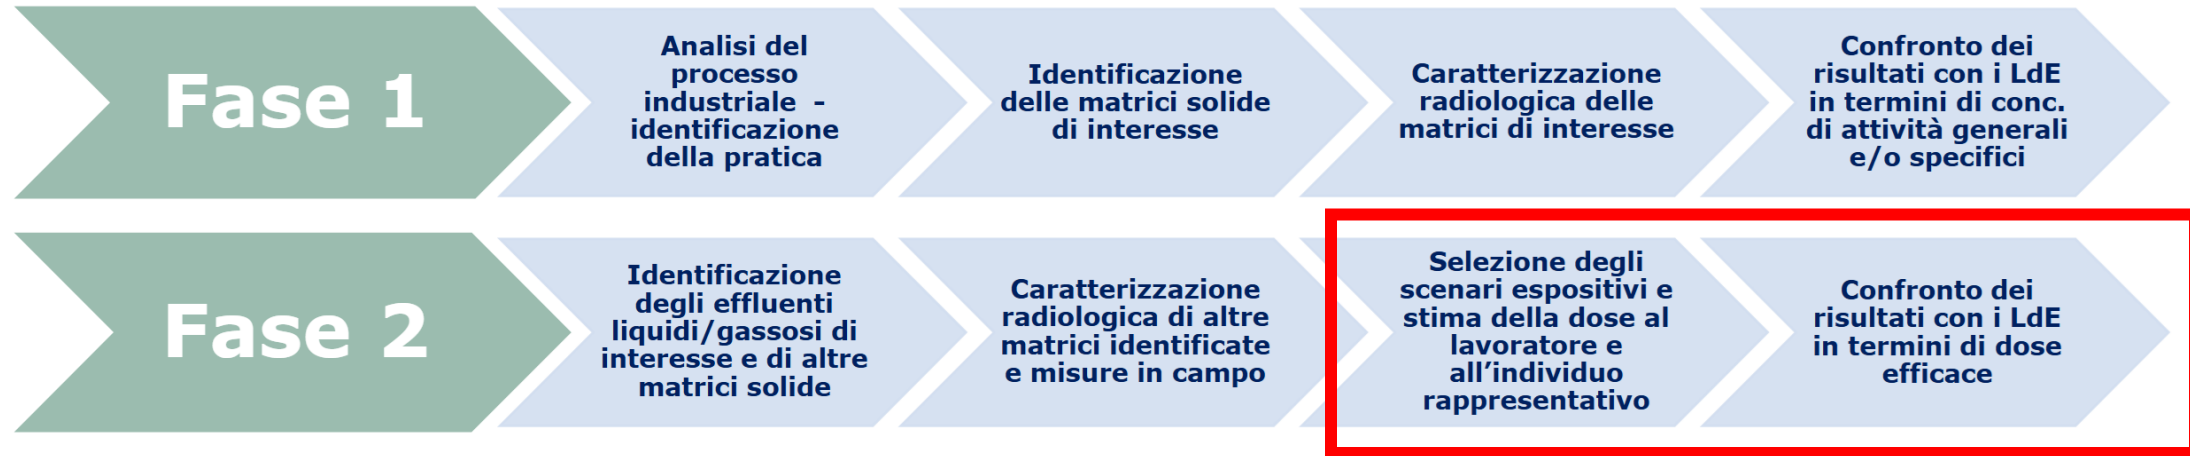 Fase 1
Analisi del
processo
industriale -
identificazione
della pratica
Identificazione
delle matrici solide
di interesse
Caratterizzazione
radiologica delle
matrici di interesse
Confronto dei
risultati con i LdE
in termini di conc.
di attività generali
e/o specifici
Fase 2
Identificazione
degli effluenti
liquidi/gassosi di
interesse e di altre
matrici solide
Caratterizzazione
radiologica di altre
matrici identificate
e misure in campo
Selezione degli
scenari espositivi e
stima della dose al
lavoratore e
all’individuo
rappresentativo
Confronto dei
risultati con i LdE
in termini di dose
efficace